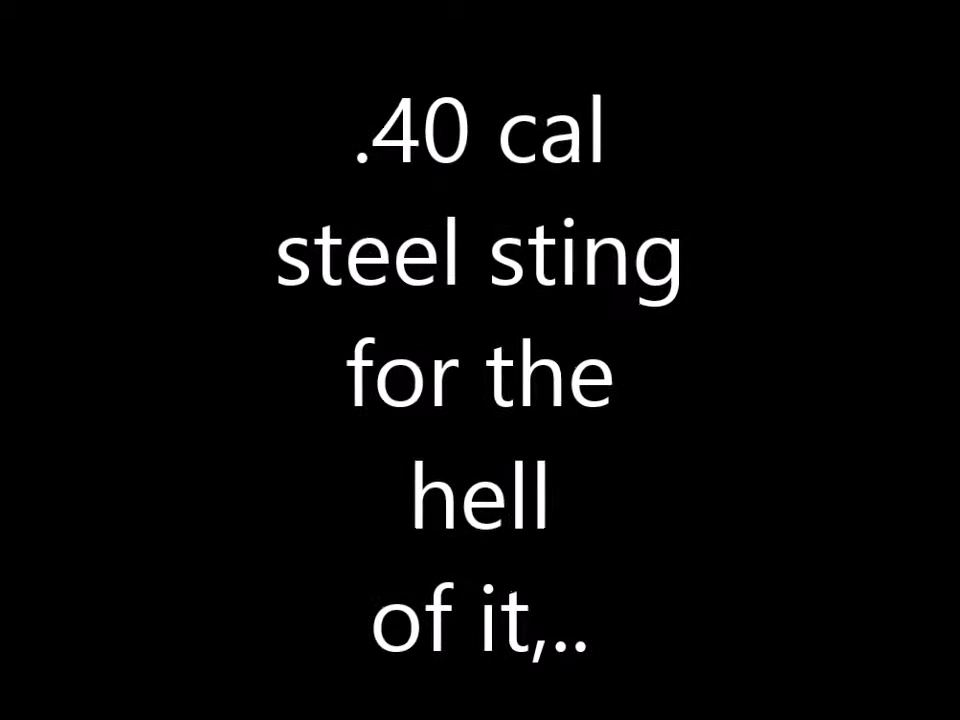 .40 cal
steel sting
for the
hell
of it,..